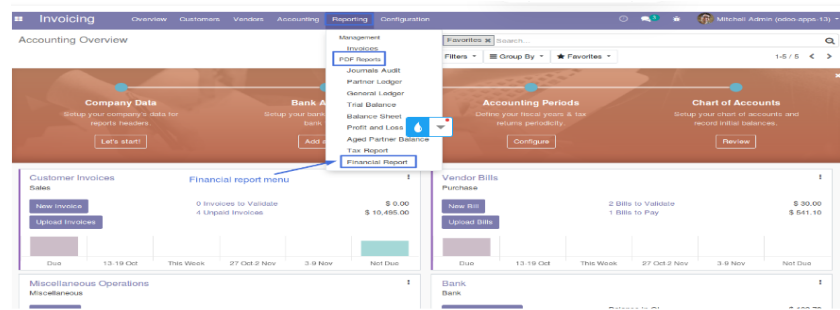 Invoicing Overview Customers Vendors Accounting Reporting Configuration Mitchell Admin (odoo-apps-13)
Accounting Overview
Favorites x Search...
Filters Group By Favorites 1-5 / 5
Management
Invoices
PDF Reports
Journals Audit
Partner Ledger
General Ledger
Trial Balance
Balance Sheet
Profit and Loss
Aged Partner Balance
Tax Report
Financial Report
Company Data
Setup your company's data for
reports headers.
Let's start!
Bank A
Setup your bank
bank
Add
Accounting Periods
Define your fiscal years & tax
returns periodicity.
Configure
Chart of Accounts
Setup your chart of accounts and
record initial balances.
Review
Customer Invoices
Sales
Financial report menu
New Invoice
Upload Invoices
0 Invoices to Validate $ 0.00
4 Unpaid Invoices $ 10,495.00
Due 13-19 Oct This Week 27 Oct-2 Nov 3-9 Nov Not Due
Vendor Bills
Purchase
New Bill
Upload Bills
2 Bills to Validate $ 30.00
1 Bills to Pay $ 541.10
Due 13-19 Oct This Week 27 Oct-2 Nov 3-9 Nov Not Due
Miscellaneous Operations
Miscellaneous
Bank
Bank